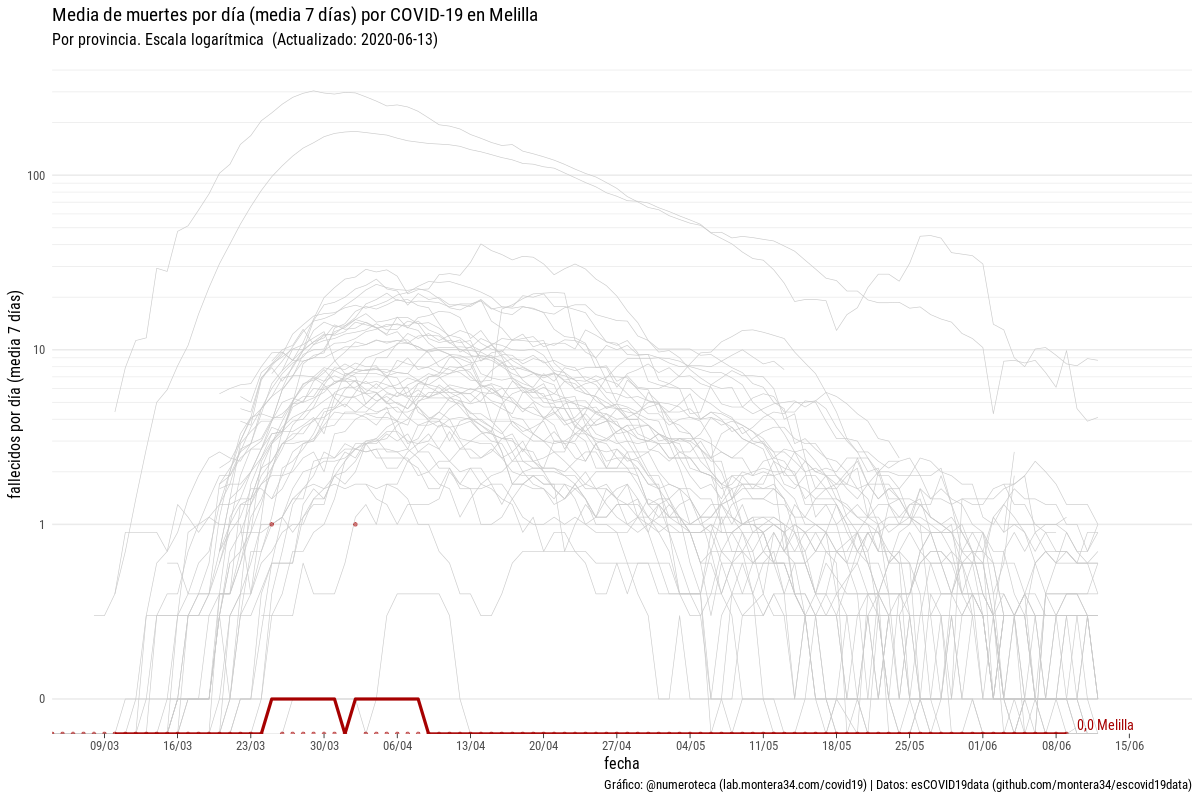 Media de muertes por día (media 7 días) por COVID-19 en Melilla
Por provincia. Escala logarítmica  (Actualizado: 2020-06-13)
fallecidos por día (media 7 días)
100
10
1
0
0,0 Melilla
09/03 16/03 23/03 30/03 06/04 13/04 20/04 27/04 04/05 11/05 18/05 25/05 01/06 08/06 15/06
fecha
Gráfico: @numeroteca (lab.montera34.com/covid19) | Datos: esCOVID19data (github.com/montera34/escovid19data)